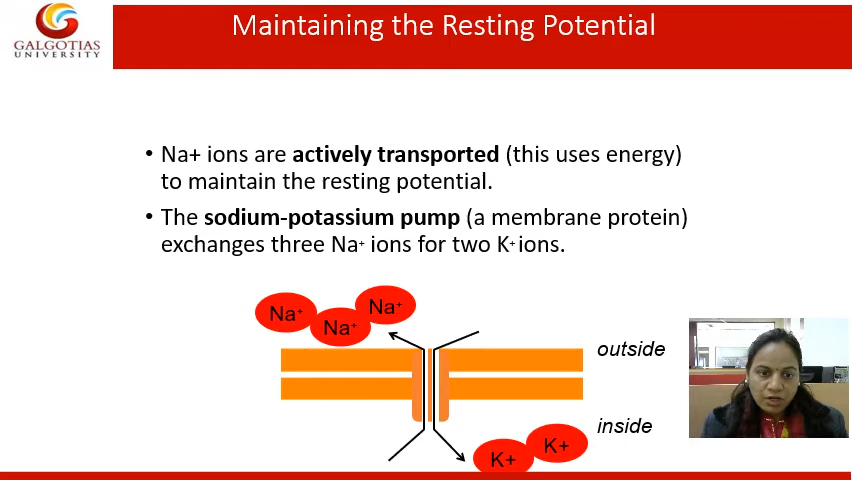 Maintaining the Resting Potential
GALGOTIAS
UNIVERSITY
• Na+ ions are actively transported (this uses energy)
to maintain the resting potential.
• The sodium-potassium pump (a membrane protein)
exchanges three Na⁺ ions for two K⁺ ions.
Na⁺
Na⁺
Na⁺
outside
inside
K+
K+